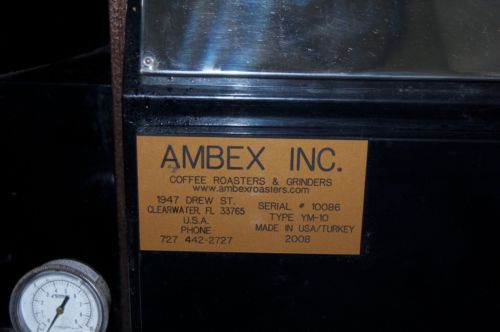 AMBEX INC.
COFFEE ROASTERS & GRINDERS
www.ambexroasters.com
1947 DREW ST.
CLEARWATER, FL 33765
U.S.A.
PHONE
727 442-2727
SERIAL # 10086
TYPE YM-10
MADE IN USA/TURKEY
2008